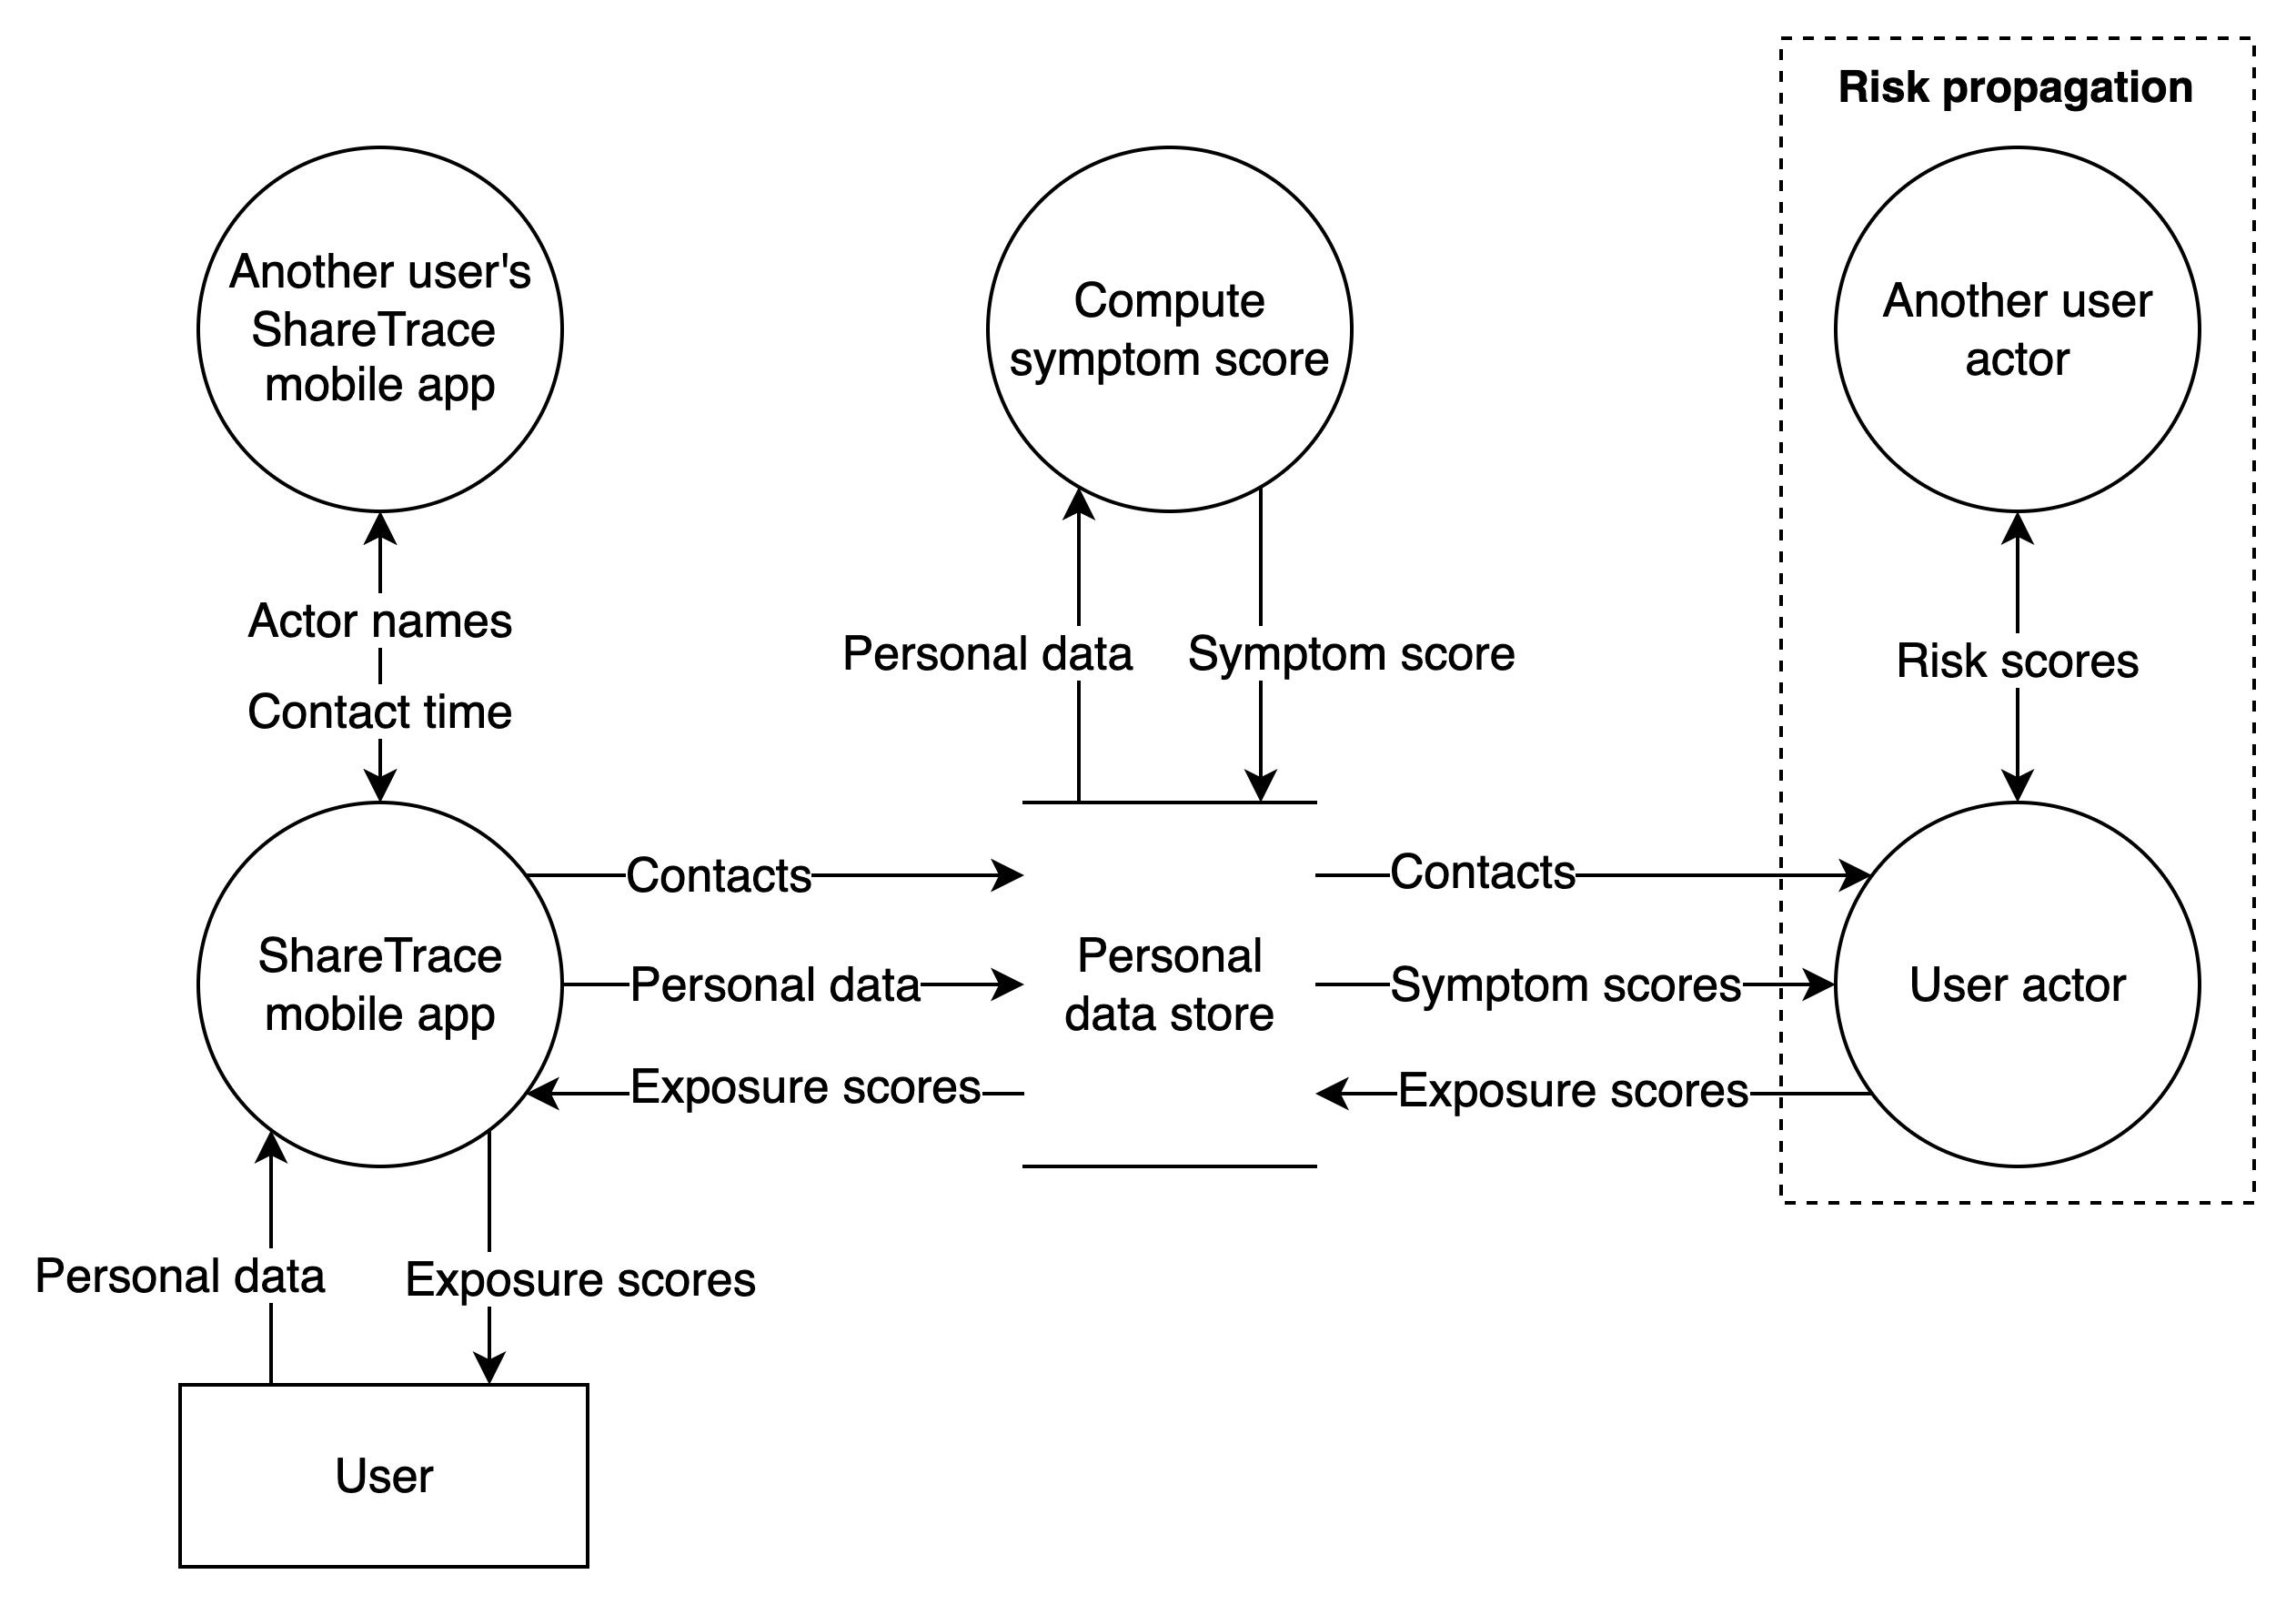 Risk propagation
Another user's
ShareTrace
mobile app
Compute
symptom score
Another user
actor
Actor names
Contact time
Personal data
Symptom score
Risk scores
Contacts
Contacts
ShareTrace
mobile app
Personal data
Personal
data store
Symptom scores
User actor
Exposure scores
Exposure scores
Personal data
Exposure scores
User